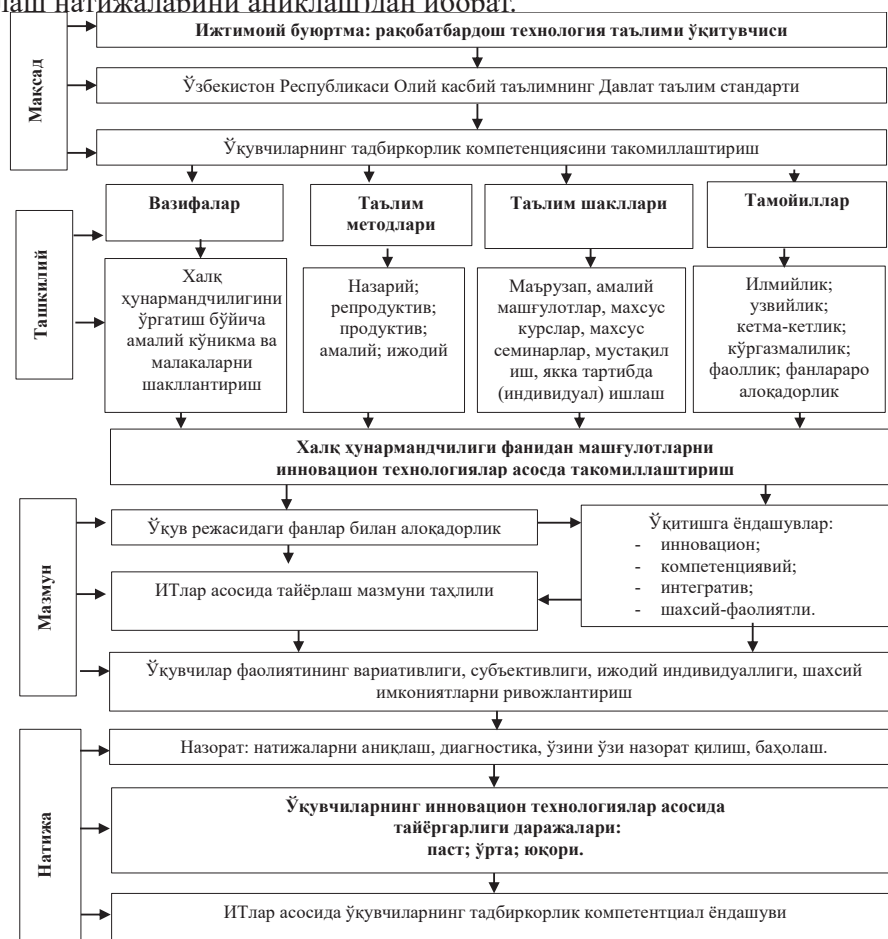 лаш натижаларини аниқлаш)дан иборат.
Мақсад
Ижтимоий буюртма: рақобатбардош технология таълими ўқитувчиси
Ўзбекистон Республикаси Олий касбий таълимнинг Давлат таълим стандарти
Ўқувчиларнинг тадбиркорлик компетенциясини такомиллаштириш
Ташкилий
Вазифалар
Таълим
методлари
Таълим шакллари
Тамойиллар
Халқ
ҳунармандчилигини
ўргатиш бўйича
амалий кўникма ва
малакаларни
шакллантириш
Назарий;
репродуктив;
продуктив;
амалий; ижодий
Маърузап, амалий
машғулотлар, махсус
курслар, махсус
семинарлар, мустақил
иш, якка тартибда
(индивидуал) ишлаш
Илмийлик;
узвийлик;
кетма-кетлик;
кўргазмалилик;
фаоллик; фанлараро
алоқадорлик
Халқ ҳунармандчилиги фанидан машғулотларни
инновацион технологиялар асосда такомиллаштириш
Мазмун
Ўқув режасидаги фанлар билан алоқадорлик
Ўқитишга ёндашувлар:
- инновацион;
- компетенциявий;
- интегратив;
- шахсий-фаолиятли.
ИТлар асосида тайёрлаш мазмуни таҳлили
Ўқувчилар фаолиятининг вариативлиги, субъективлиги, ижодий индивидуаллиги, шахсий
имкониятларни ривожлантириш
Натижа
Назорат: натижаларни аниқлаш, диагностика, ўзини ўзи назорат қилиш, баҳолаш.
Ўқувчиларнинг инновацион технологиялар асосида
тайёргарлиги даражалари:
паст; ўрта; юқори.
ИТлар асосида ўқувчиларнинг тадбиркорлик компетентциал ёндашуви